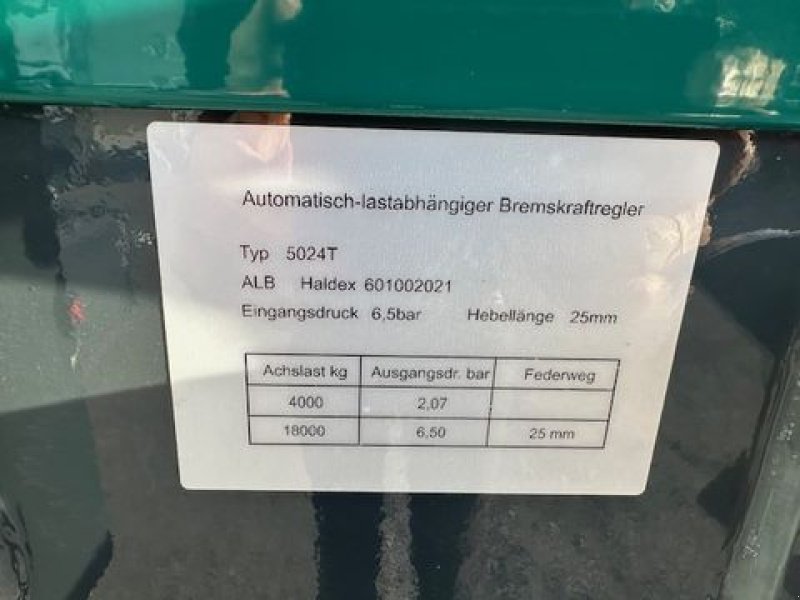 Automatisch-lastabhängiger Bremskraftregler
Typ 5024T
ALB Haldex 601002021
Eingangsdruck 6,5bar Hebellänge 25mm
Achslast kg Ausgangsdr. bar Federweg
4000 2,07
18000 6,50 25 mm